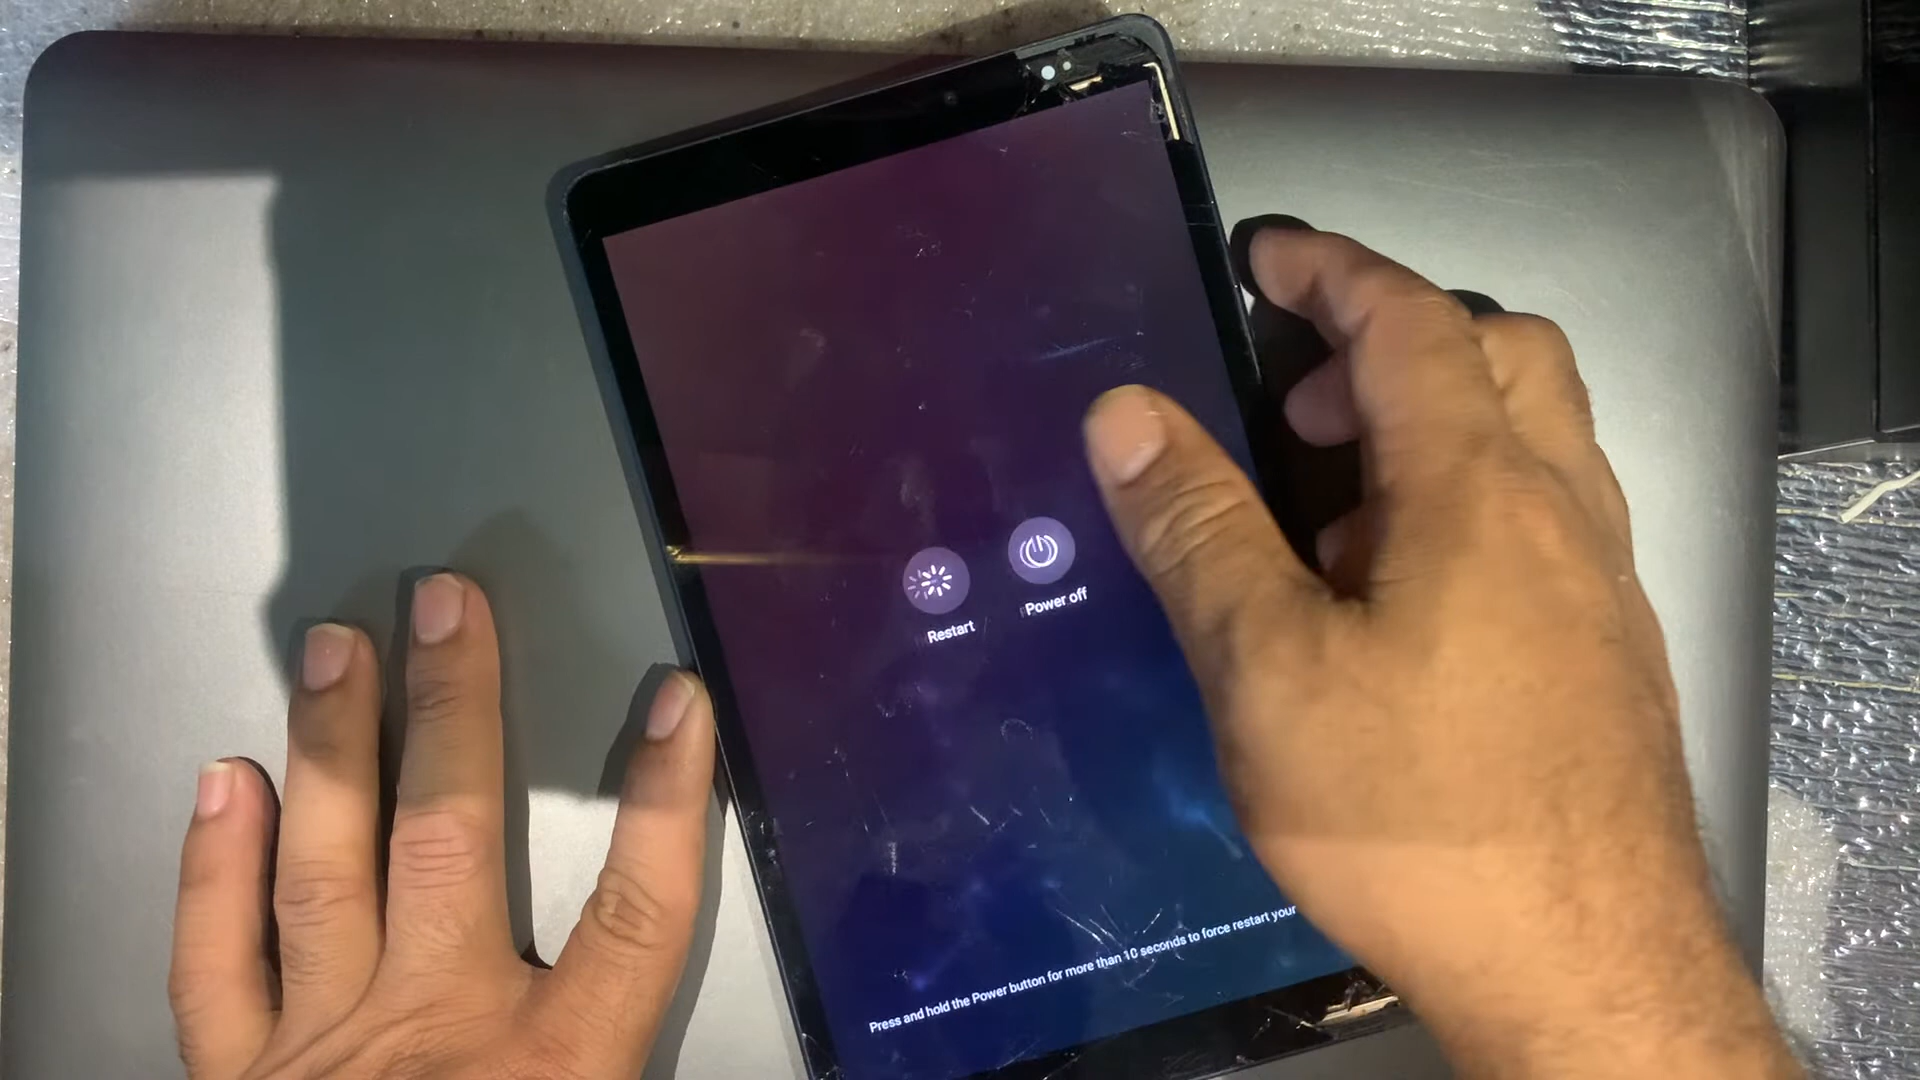 Restart
Power off
Press and hold the Power button for more than 10 seconds to force restart your